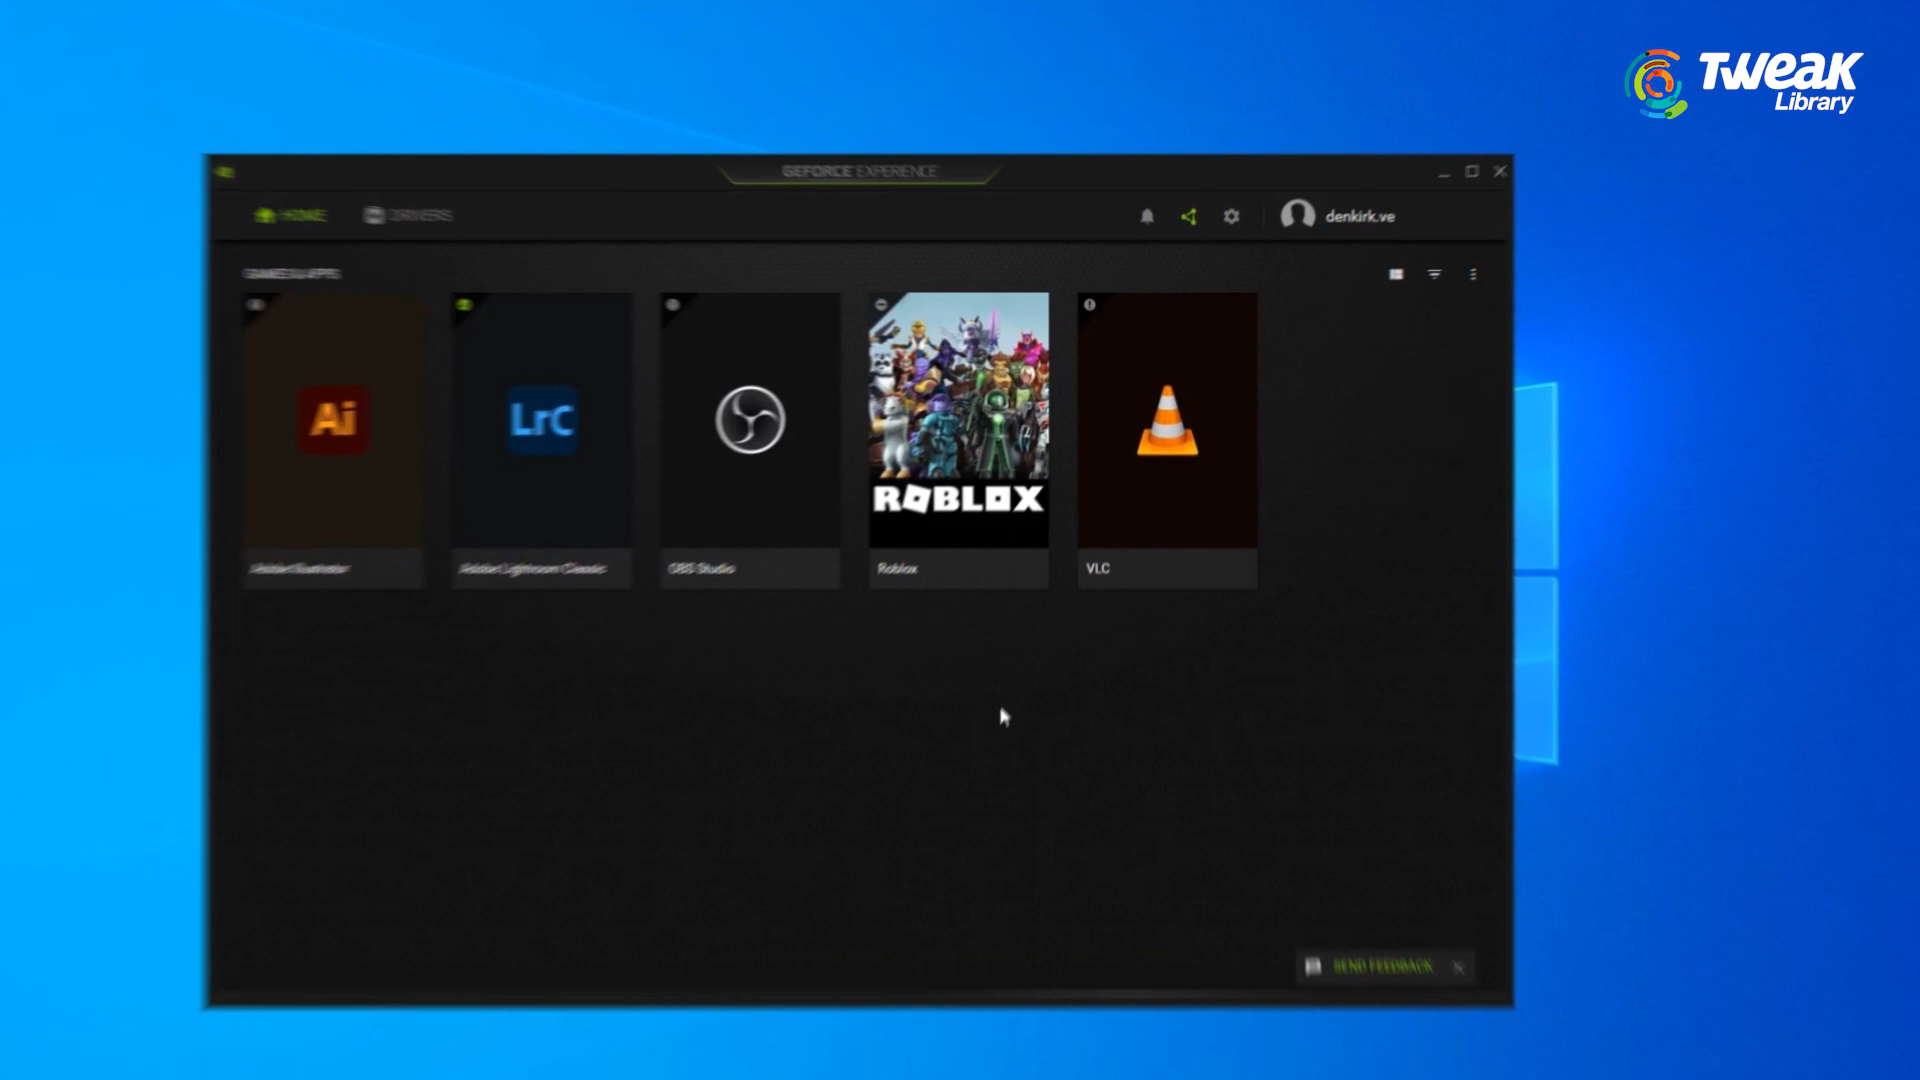 TWEAK
Library
GEFORCE EXPERIENCE
HOME
DRIVERS
denkirk.ve
GAMES & APPS
Ai
LrC
ROBLOX
Adobe Illustrator
Adobe Lightroom Classic
OBS Studio
Roblox
VLC
SEND FEEDBACK